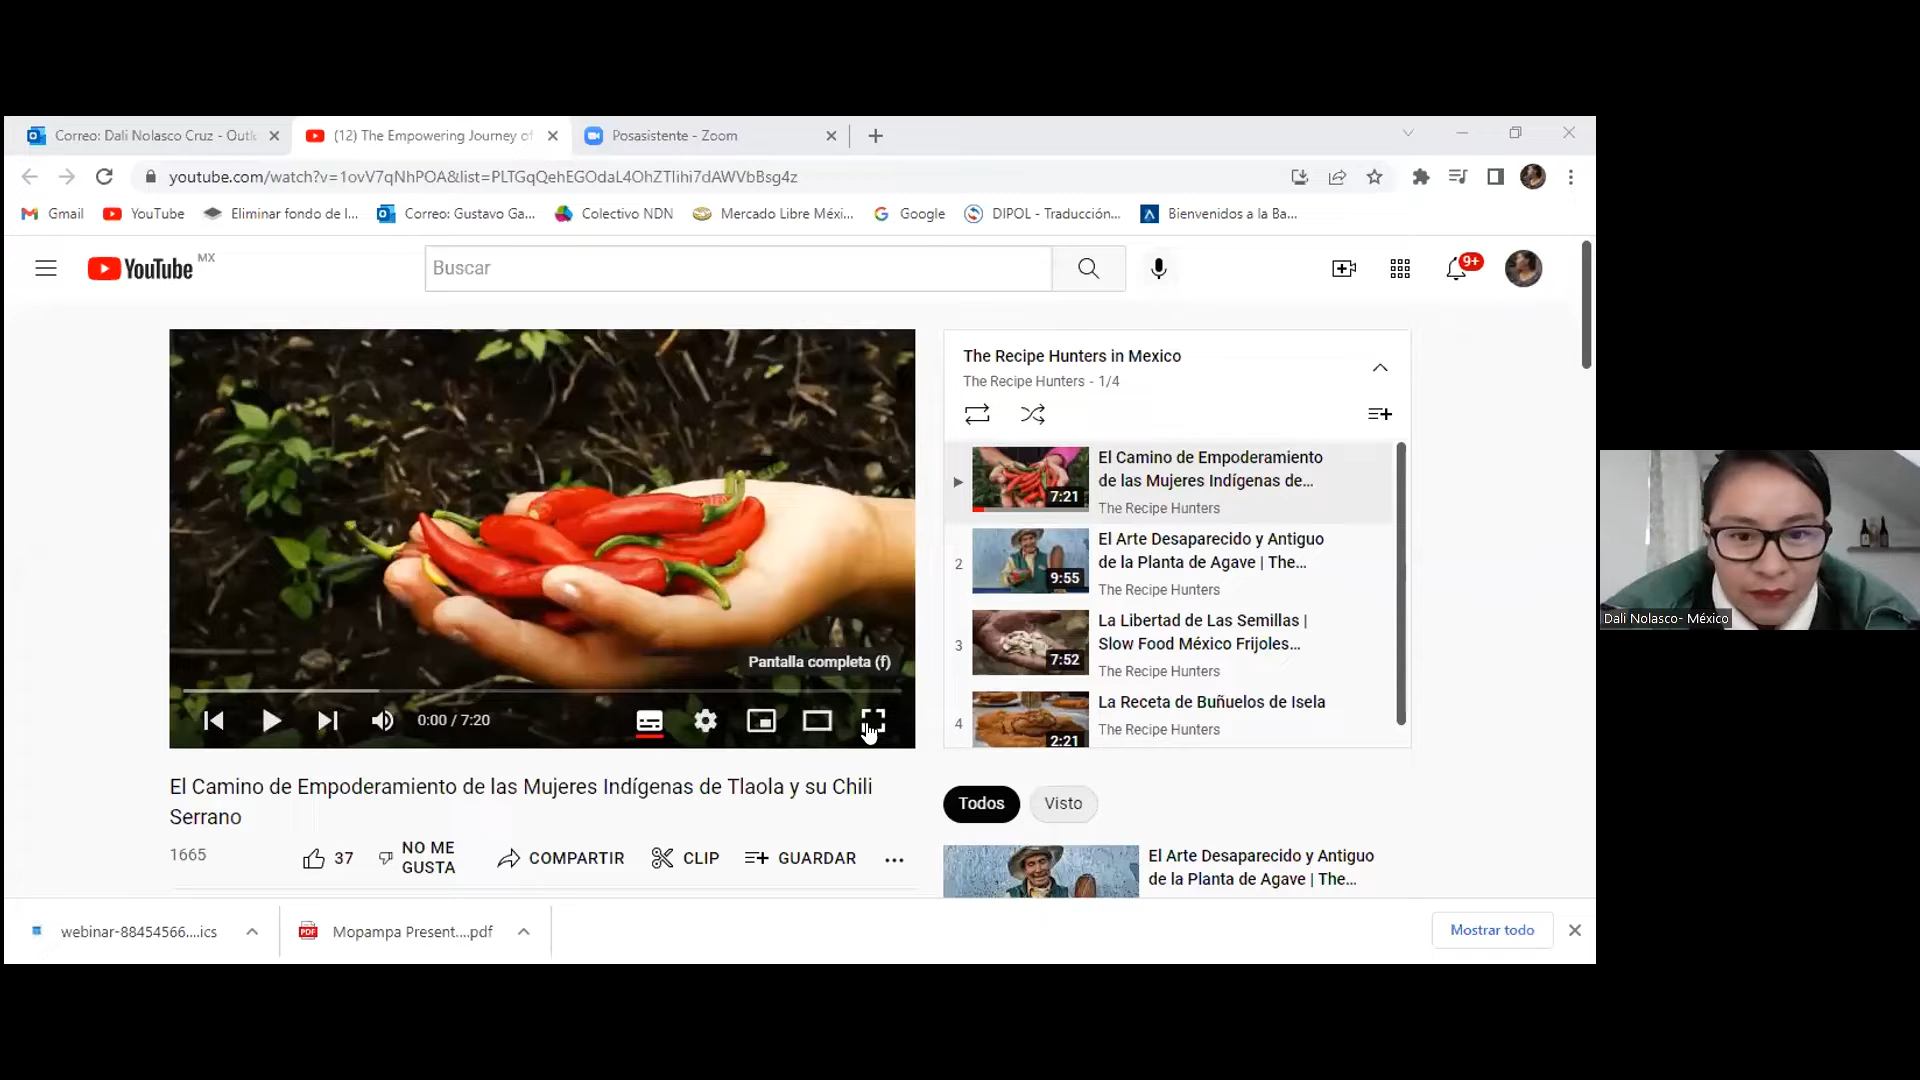 Correo: Dali Nolasco Cruz - Outl
(12) The Empowering Journey of
Posasistente - Zoom
youtube.com/watch?v=1ovV7qNhPOA&list=PLTGqQehEGOdaL4OhZTlihi7dAWVbBsg4z
Gmail
YouTube
Eliminar fondo de l...
Correo: Gustavo Ga...
Colectivo NDN
Mercado Libre Méxi...
Google
DIPOL - Traducción...
Bienvenidos a la Ba...
YouTube MX
Buscar
9+
Pantalla completa (f)
0:00 / 7:20
The Recipe Hunters in Mexico
The Recipe Hunters - 1/4
7:21
El Camino de Empoderamiento
de las Mujeres Indígenas de...
The Recipe Hunters
2
9:55
El Arte Desaparecido y Antiguo
de la Planta de Agave | The...
The Recipe Hunters
3
7:52
La Libertad de Las Semillas |
Slow Food México Frijoles...
The Recipe Hunters
4
2:21
La Receta de Buñuelos de Isela
The Recipe Hunters
El Camino de Empoderamiento de las Mujeres Indígenas de Tlaola y su Chili
Serrano
1665
37
NO ME
GUSTA
COMPARTIR
CLIP
GUARDAR
Todos
Visto
El Arte Desaparecido y Antiguo
de la Planta de Agave | The...
webinar-88454566....ics
PDF
Mopampa Present....pdf
Mostrar todo
Dali Nolasco- México